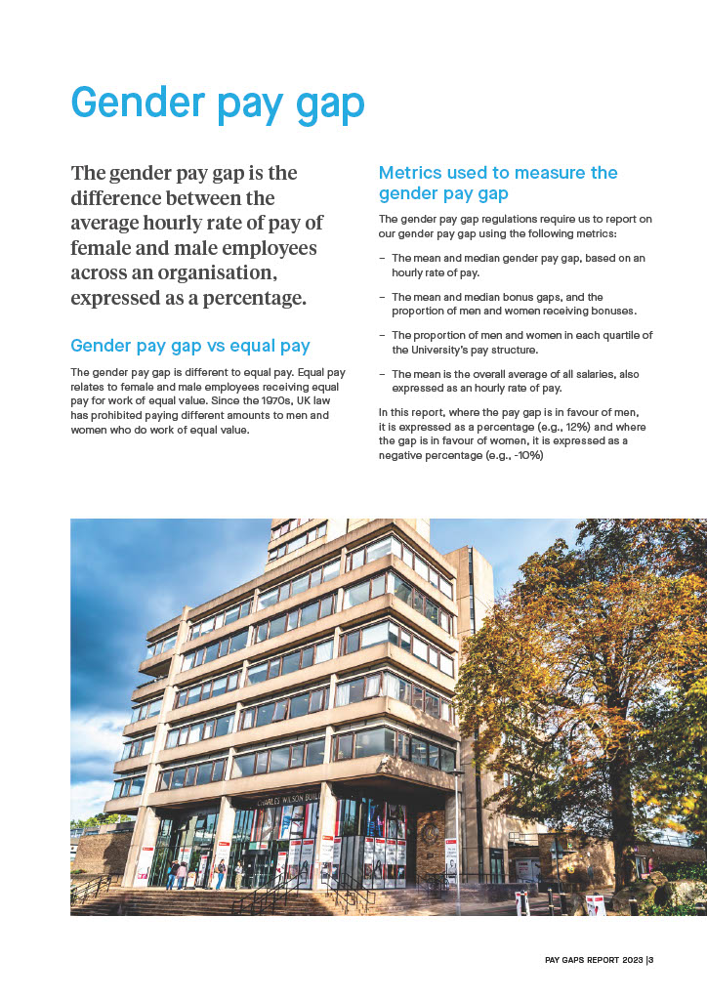 Gender pay gap
The gender pay gap is the
difference between the
average hourly rate of pay of
female and male employees
across an organisation,
expressed as a percentage.
Gender pay gap vs equal pay
The gender pay gap is different to equal pay. Equal pay
relates to female and male employees receiving equal
pay for work of equal value. Since the 1970s, UK law
has prohibited paying different amounts to men and
women who do work of equal value.
Metrics used to measure the
gender pay gap
The gender pay gap regulations require us to report on
our gender pay gap using the following metrics:
– The mean and median gender pay gap, based on an
hourly rate of pay.
– The mean and median bonus gaps, and the
proportion of men and women receiving bonuses.
– The proportion of men and women in each quartile of
the University’s pay structure.
– The mean is the overall average of all salaries, also
expressed as an hourly rate of pay.
In this report, where the pay gap is in favour of men,
it is expressed as a percentage (e.g., 12%) and where
the gap is in favour of women, it is expressed as a
negative percentage (e.g., -10%)
CHARLES WILSON BUIL
PAY GAPS REPORT 2023 |3